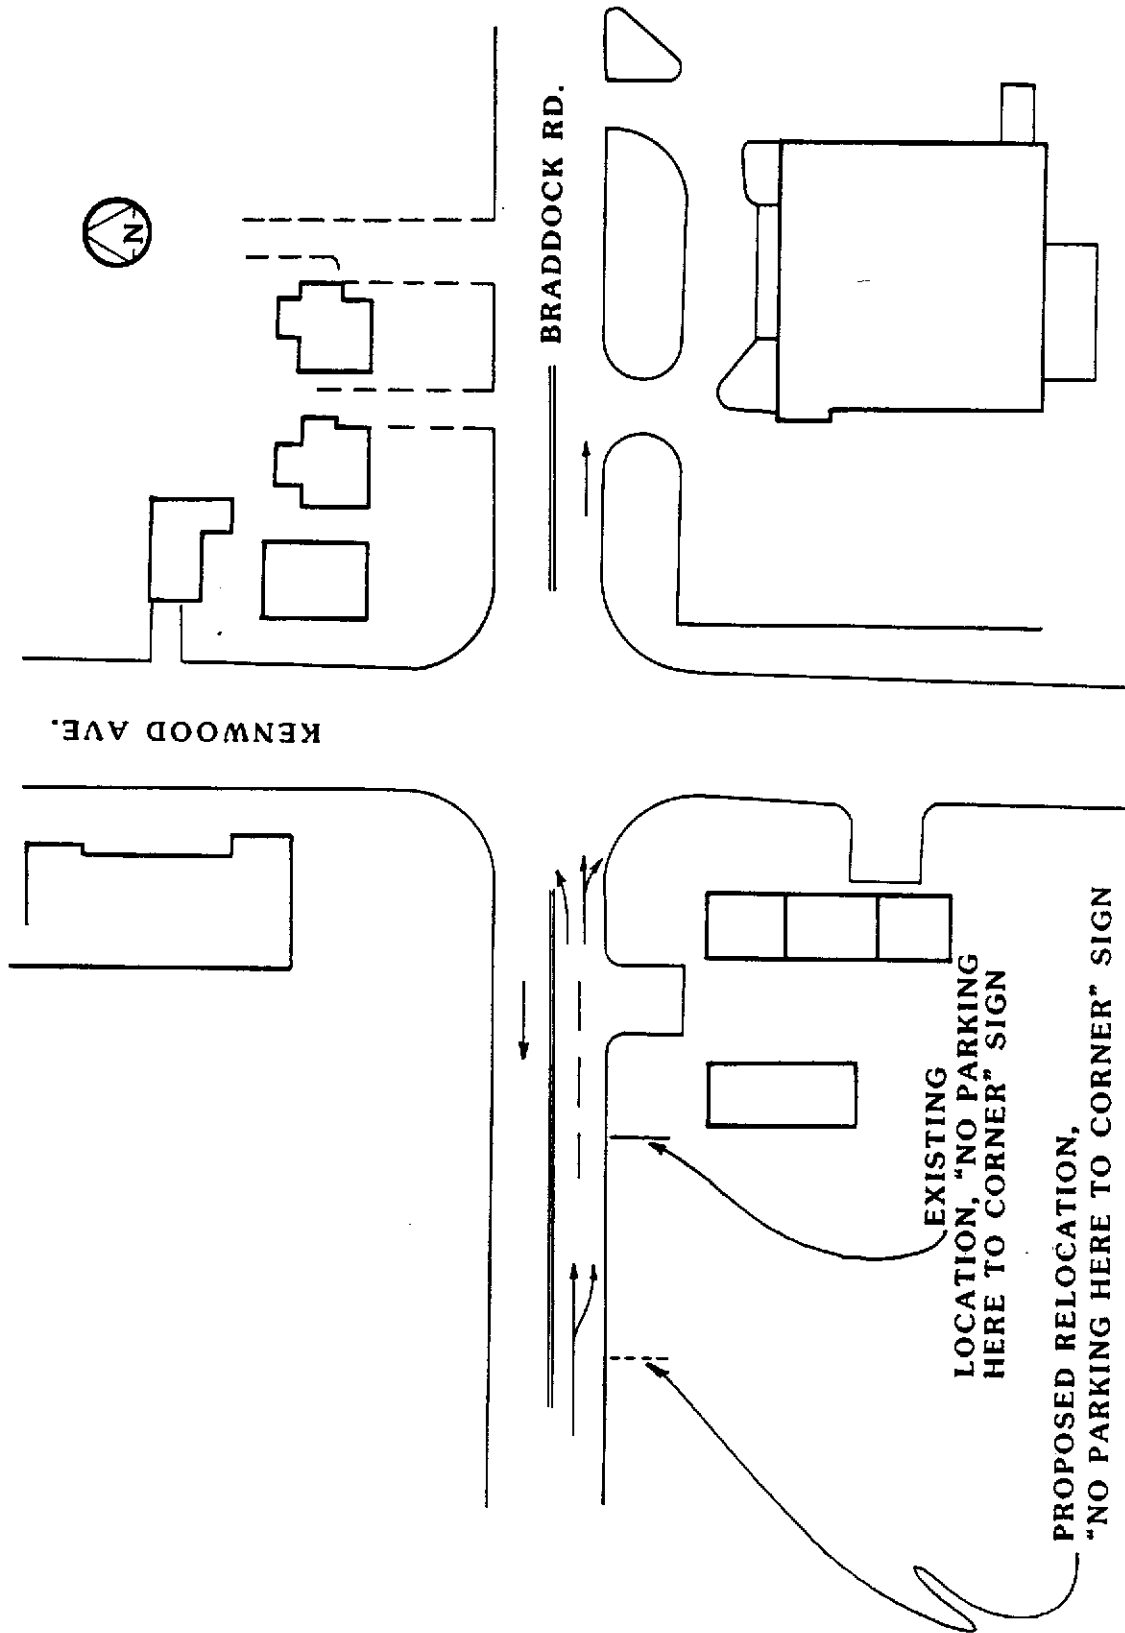 N
BRADDOCK RD.
KENWOOD AVE.
EXISTING
LOCATION, "NO PARKING
HERE TO CORNER" SIGN
PROPOSED RELOCATION,
"NO PARKING HERE TO CORNER" SIGN